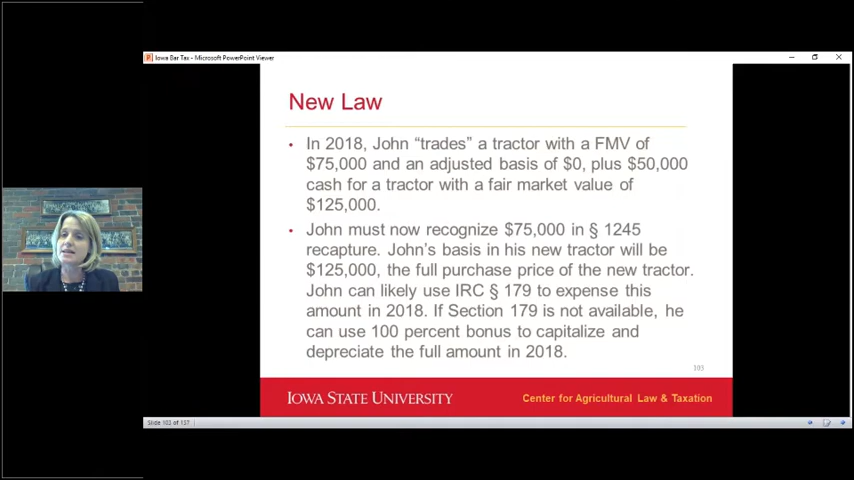 Iowa Bar Tax - Microsoft PowerPoint Viewer
New Law
• In 2018, John “trades” a tractor with a FMV of
$75,000 and an adjusted basis of $0, plus $50,000
cash for a tractor with a fair market value of
$125,000.
• John must now recognize $75,000 in § 1245
recapture. John’s basis in his new tractor will be
$125,000, the full purchase price of the new tractor.
John can likely use IRC § 179 to expense this
amount in 2018. If Section 179 is not available, he
can use 100 percent bonus to capitalize and
depreciate the full amount in 2018.
103
IOWA STATE UNIVERSITY
Center for Agricultural Law & Taxation
Slide 103 of 157